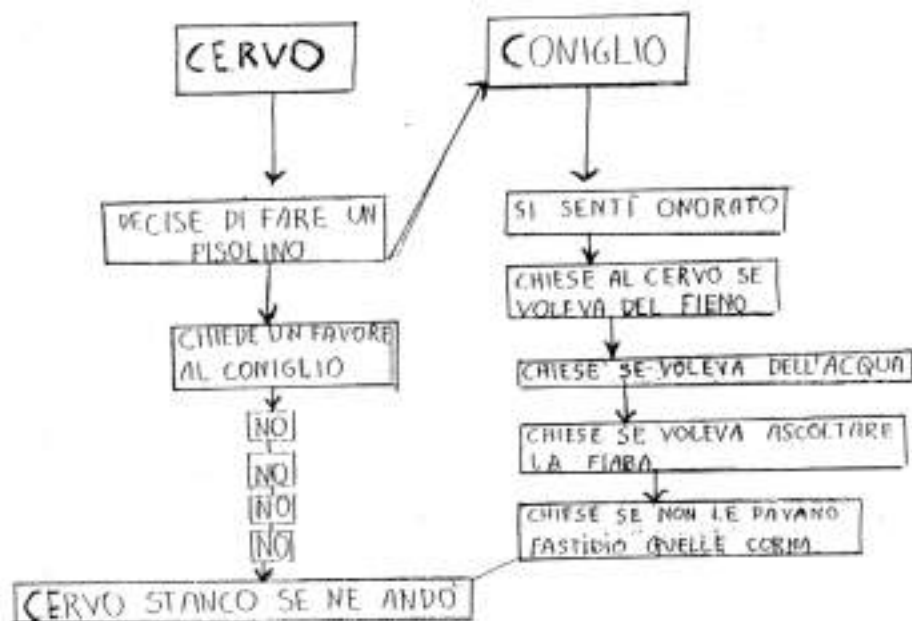 CERVO
DECISE DI FARE UN
PISOLINO
CHIEDE UN FAVORE
AL CONIGLIO
NO
NO
NO
NO
CONIGLIO
SI SENTÌ ONORATO
CHIESE AL CERVO SE
VOLEVA DEL FIENO
CHIESE SE VOLEVA DELL'ACQUA
CHIESE SE VOLEVA ASCOLTARE
LA FIABA
CHIESE SE NON LE DAVANO
FASTIDIO QUELLE CORNA
CERVO STANCO SE NE ANDÒ